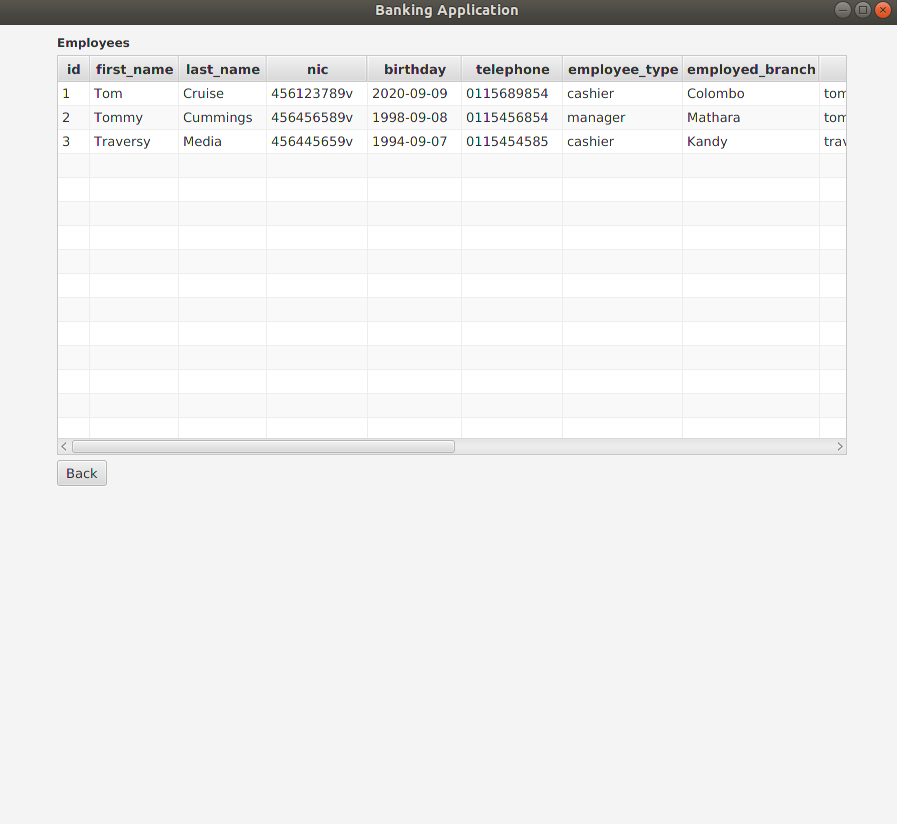 Banking Application
Employees
id first_name last_name nic birthday telephone employee_type employed_branch
1 Tom Cruise 456123789v 2020-09-09 0115689854 cashier Colombo tom
2 Tommy Cummings 456456589v 1998-09-08 0115456854 manager Mathara tom
3 Traversy Media 456445659v 1994-09-07 0115454585 cashier Kandy trav
Back